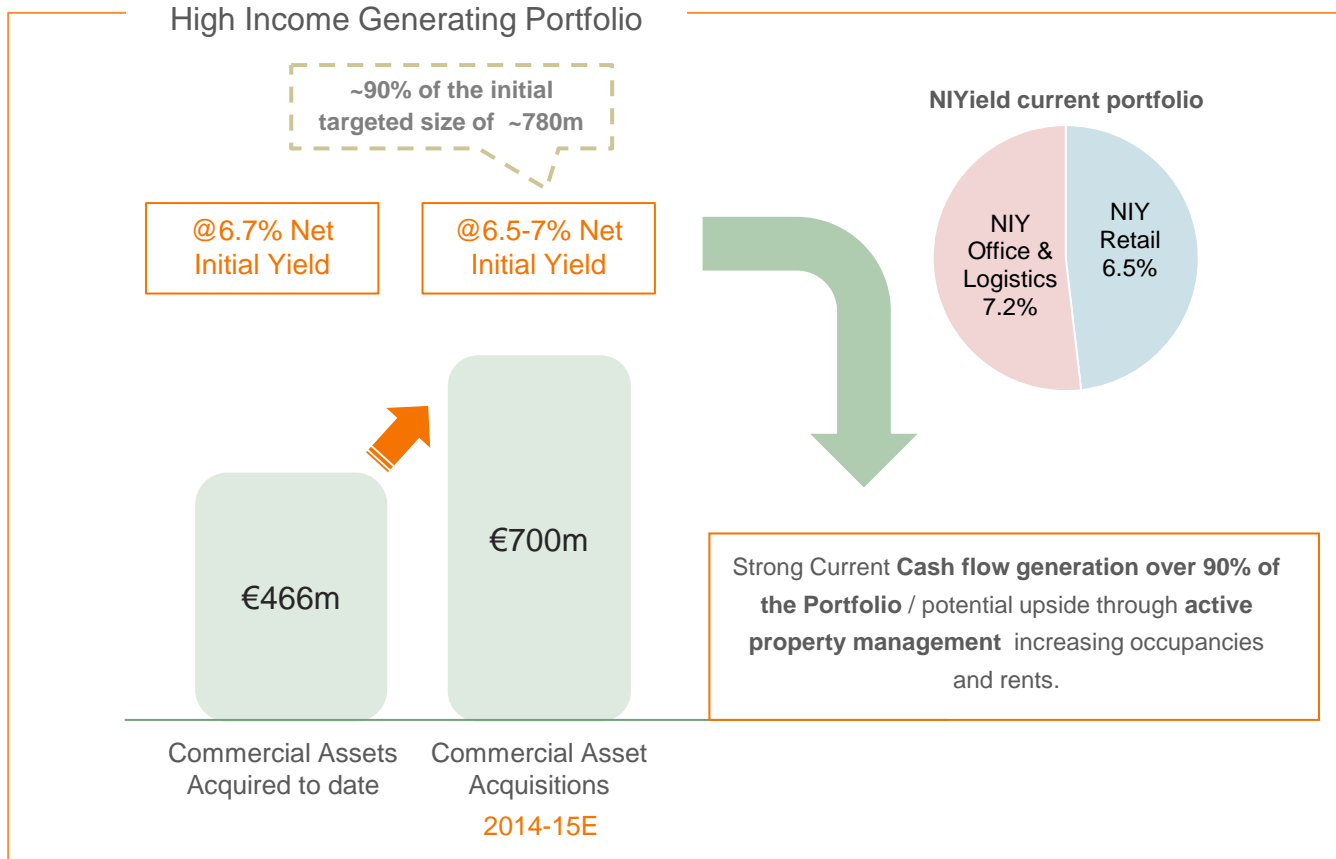 High Income Generating Portfolio
~90% of the initial
targeted size of ~780m
NIYield current portfolio
@6.7% Net
Initial Yield
@6.5-7% Net
Initial Yield
NIY
Office &
Logistics
7.2%
NIY
Retail
6.5%
€466m
€700m
Strong Current Cash flow generation over 90% of
the Portfolio / potential upside through active
property management increasing occupancies
and rents.
Commercial Assets
Acquired to date
Commercial Asset
Acquisitions
2014-15E